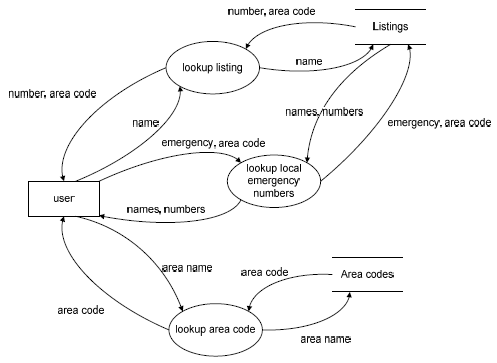 number, area code
Listings
lookup listing
name
number, area code
name
names, numbers
emergency, area code
emergency, area code
lookup local
emergency
numbers
user
names, numbers
area name
area code
Area codes
area code
lookup area code
area name